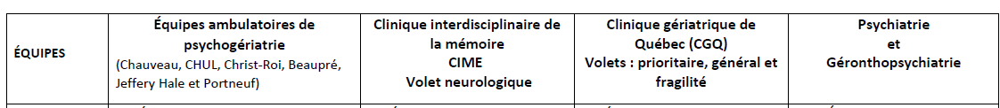 ÉQUIPES
Équipes ambulatoires de
psychogériatrie
(Chauveau, CHUL, Christ-Roi, Beaupré,
Jeffery Hale et Portneuf)
Clinique interdisciplinaire de
la mémoire
CIME
Volet neurologique
Clinique gériatrique de
Québec (CGQ)
Volets : prioritaire, général et
fragilité
Psychiatrie
et
Géronthopsychiatrie